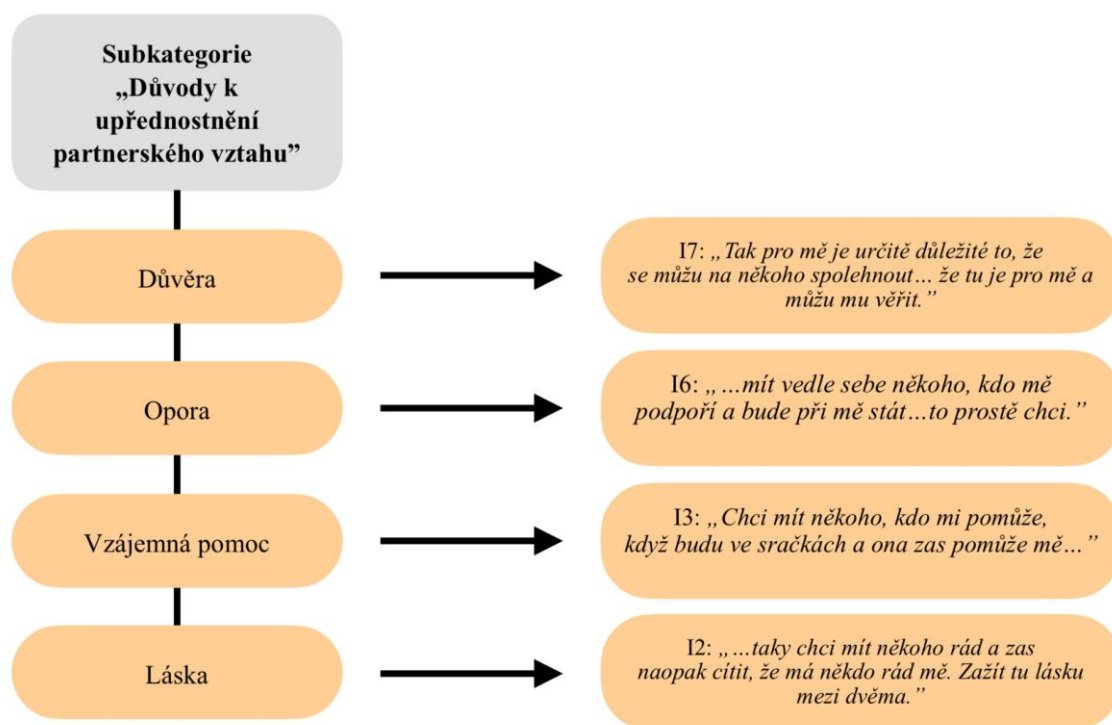 Subkategorie
„Důvody k
upřednostnění
partnerského vztahu”
Důvěra
I7: „Tak pro mě je určitě důležité to, že
se můžu na někoho spolehnout… že tu je pro mě a
můžu mu věřit.”
Opora
I6: „…mít vedle sebe někoho, kdo mě
podpoří a bude při mě stát…to prostě chci.”
Vzájemná pomoc
I3: „Chci mít někoho, kdo mi pomůže,
když budu ve sračkách a ona zas pomůže mě…”
Láska
I2: „…taky chci mít někoho rád a zas
naopak cítit, že má někdo rád mě. Zažít tu lásku
mezi dvěma.”